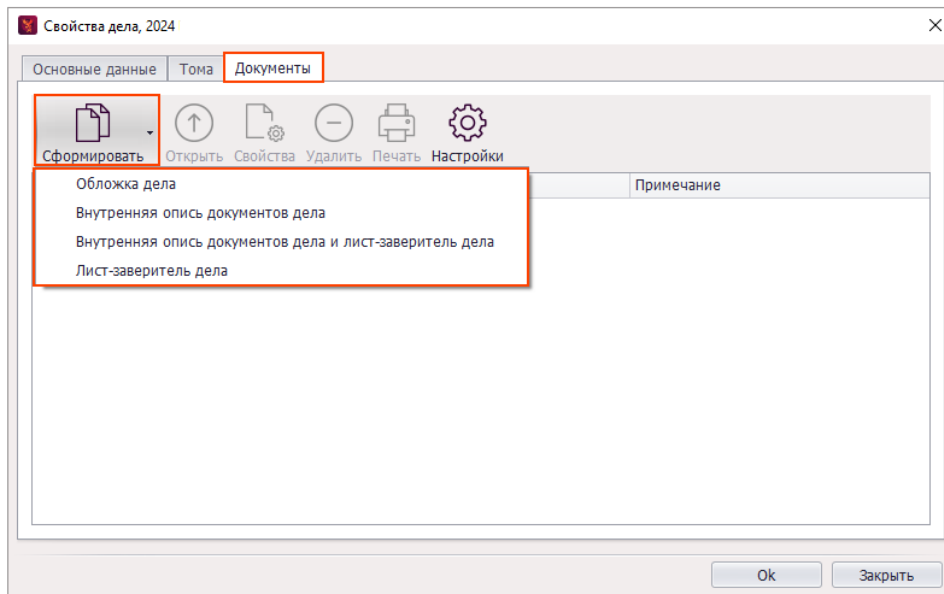 Свойства дела, 2024
Основные данные Тома Документы
Сформировать Открыть Свойства Удалить Печать Настройки
Примечание
Обложка дела
Внутренняя опись документов дела
Внутренняя опись документов дела и лист-заверитель дела
Лист-заверитель дела
Ok Закрыть